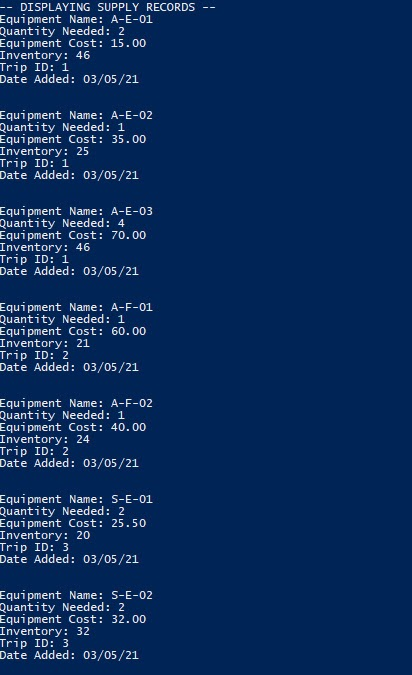 -- DISPLAYING SUPPLY RECORDS --
Equipment Name: A-E-01
Quantity Needed: 2
Equipment Cost: 15.00
Inventory: 46
Trip ID: 1
Date Added: 03/05/21
Equipment Name: A-E-02
Quantity Needed: 1
Equipment Cost: 35.00
Inventory: 25
Trip ID: 1
Date Added: 03/05/21
Equipment Name: A-E-03
Quantity Needed: 4
Equipment Cost: 70.00
Inventory: 46
Trip ID: 1
Date Added: 03/05/21
Equipment Name: A-F-01
Quantity Needed: 1
Equipment Cost: 60.00
Inventory: 21
Trip ID: 2
Date Added: 03/05/21
Equipment Name: A-F-02
Quantity Needed: 1
Equipment Cost: 40.00
Inventory: 24
Trip ID: 2
Date Added: 03/05/21
Equipment Name: S-E-01
Quantity Needed: 2
Equipment Cost: 25.50
Inventory: 20
Trip ID: 3
Date Added: 03/05/21
Equipment Name: S-E-02
Quantity Needed: 2
Equipment Cost: 32.00
Inventory: 32
Trip ID: 3
Date Added: 03/05/21